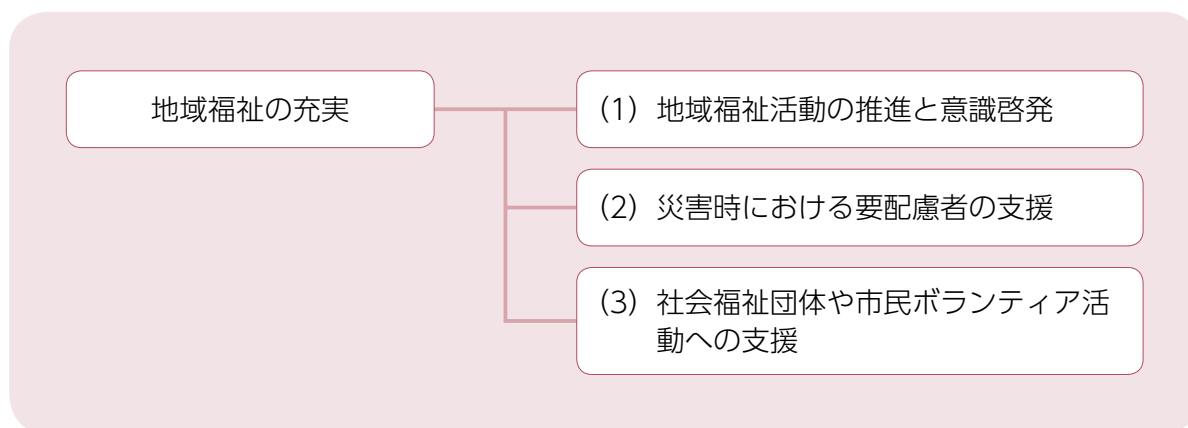 地域福祉の充実
(1) 地域福祉活動の推進と意識啓発
(2) 災害時における要配慮者の支援
(3) 社会福祉団体や市民ボランティア活
動への支援